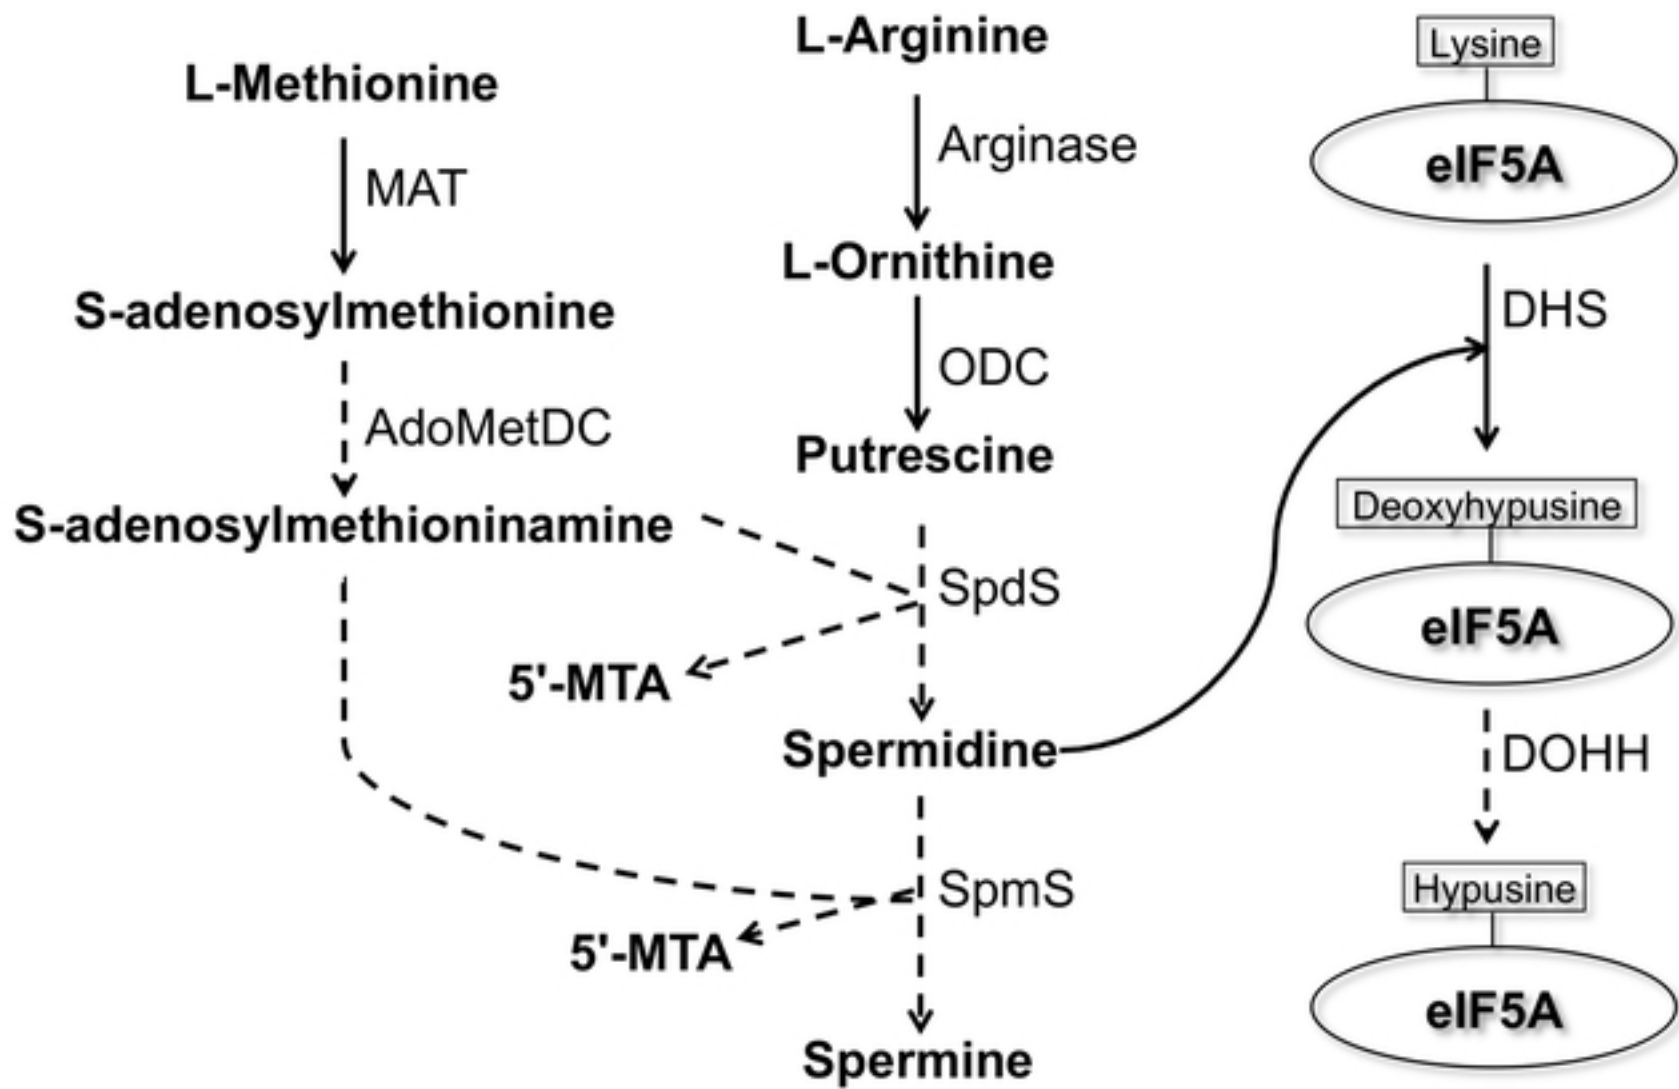 L-Methionine
MAT
S-adenosylmethionine
AdoMetDC
S-adenosylmethioninamine
5'-MTA
5'-MTA
L-Arginine
Arginase
L-Ornithine
ODC
Putrescine
SpdS
Spermidine
SpmS
Spermine
Lysine
eIF5A
DHS
Deoxyhypusine
eIF5A
DOHH
Hypusine
eIF5A